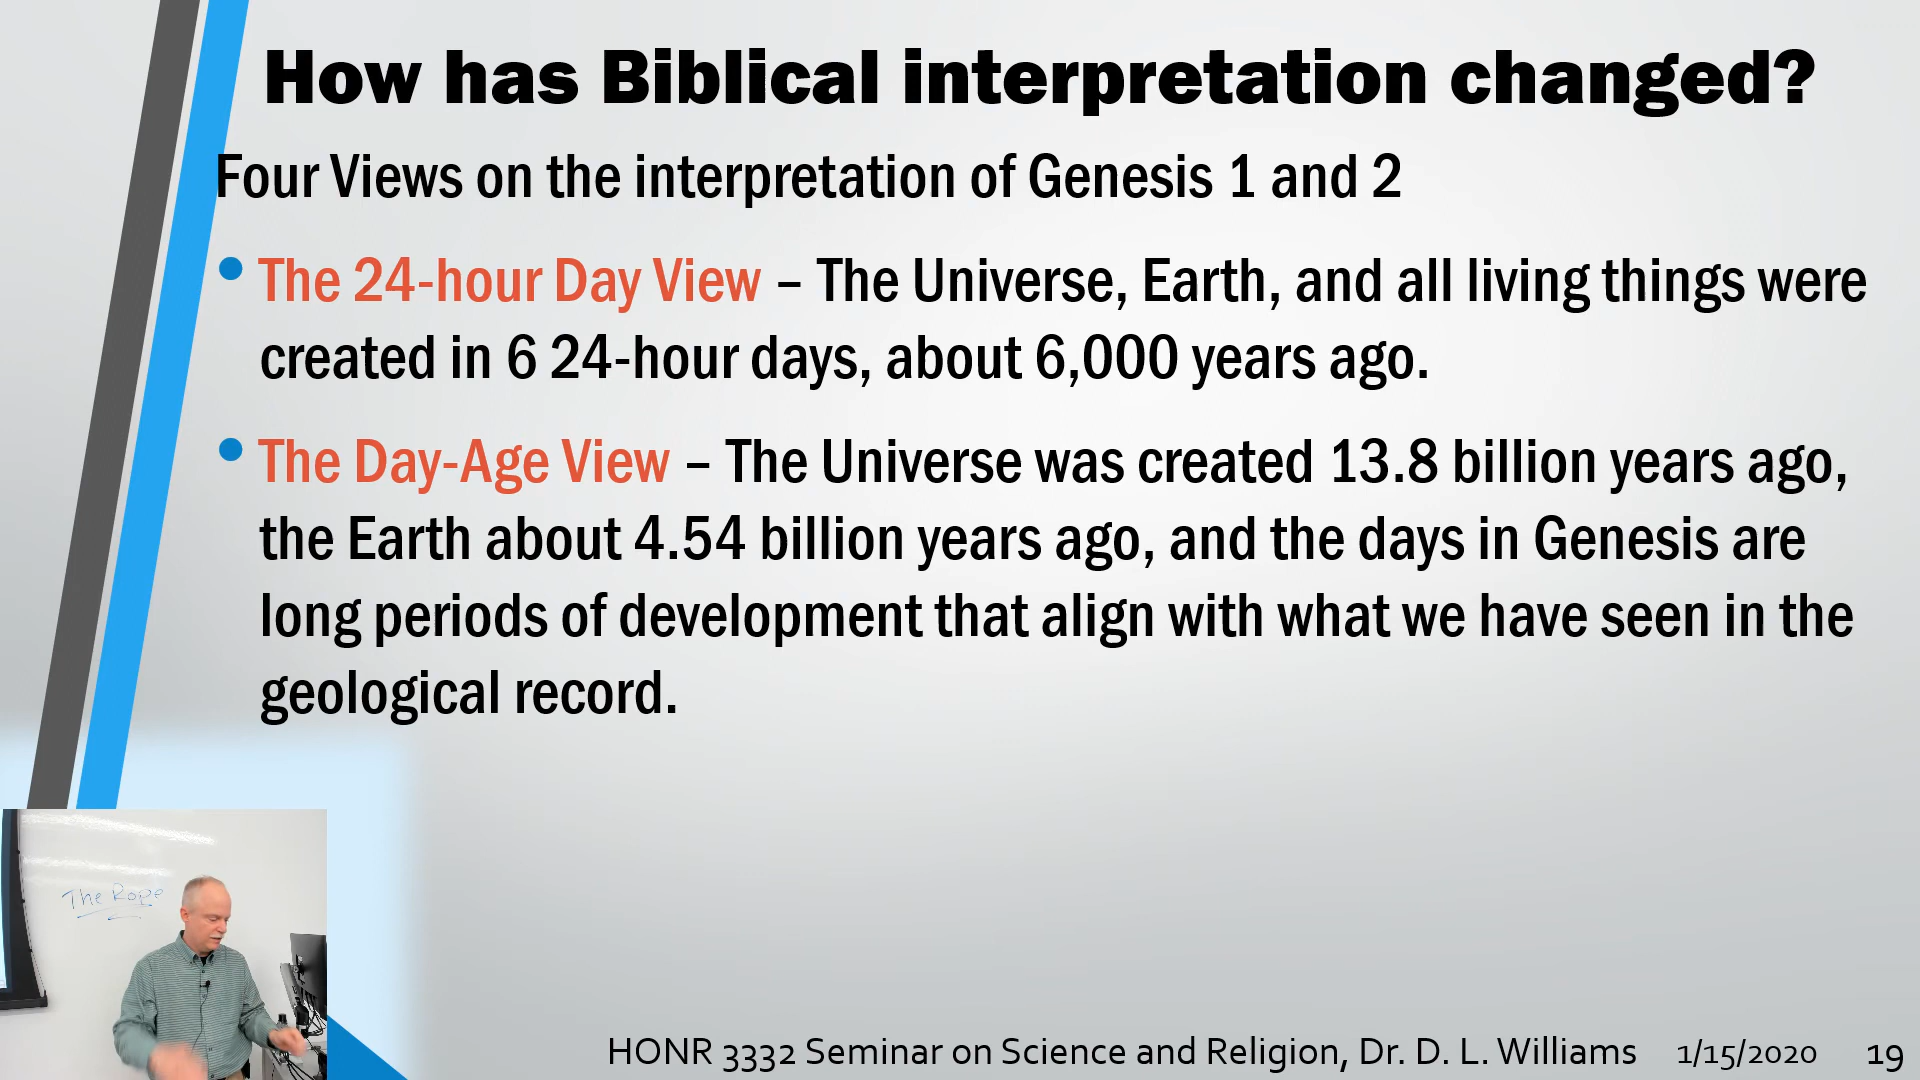 How has Biblical interpretation changed?
Four Views on the interpretation of Genesis 1 and 2
• The 24-hour Day View – The Universe, Earth, and all living things were
created in 6 24-hour days, about 6,000 years ago.
• The Day-Age View – The Universe was created 13.8 billion years ago,
the Earth about 4.54 billion years ago, and the days in Genesis are
long periods of development that align with what we have seen in the
geological record.
The Rope
HONR 3332 Seminar on Science and Religion, Dr. D. L. Williams 1/15/2020 19